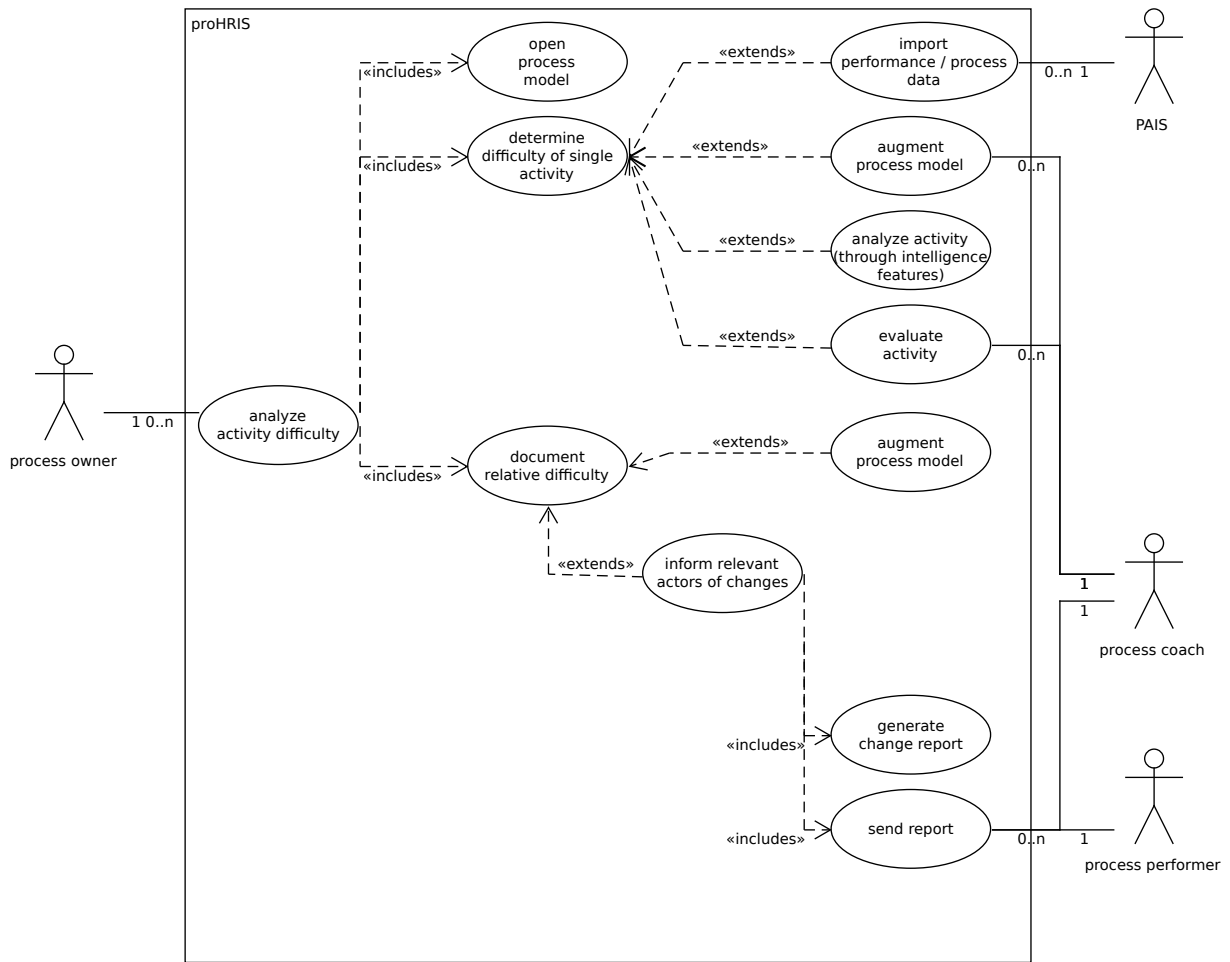 proHRIS
open
process
model
«includes»
«extends»
import
performance / process
data
0..n 1
PAIS
determine
difficulty of single
activity
«includes»
«extends»
augment
process model
0..n
«extends»
analyze activity
(through intelligence
features)
«extends»
evaluate
activity
0..n
process owner
1 0..n
analyze
activity difficulty
«includes»
document
relative difficulty
«extends»
augment
process model
«extends»
inform relevant
actors of changes
1
1
process coach
«includes»
generate
change report
«includes»
send report
0..n
1
process performer